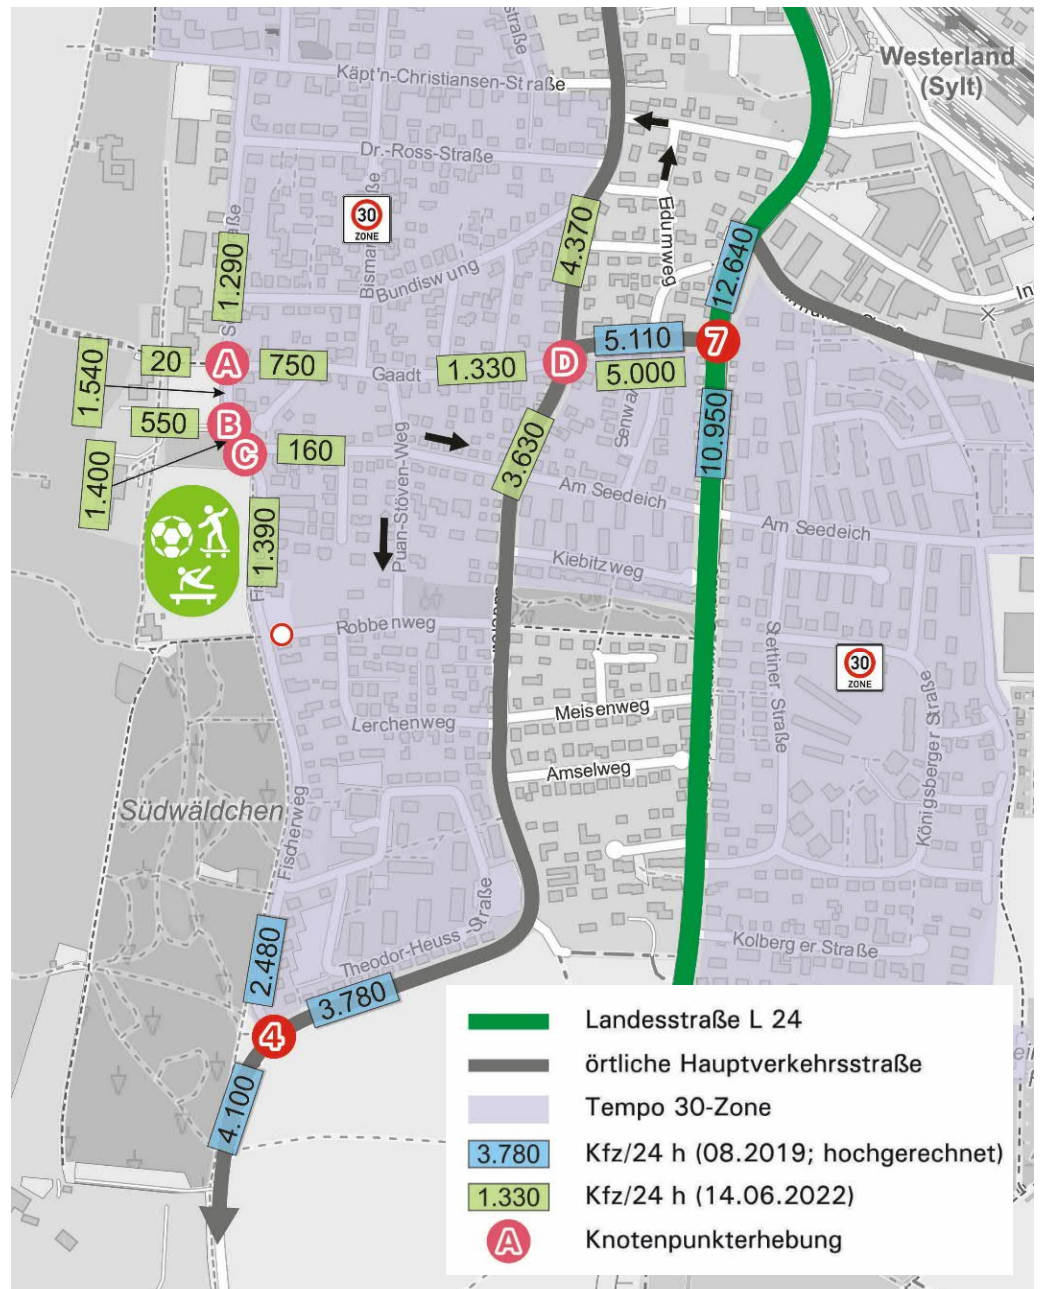 Westerland
(Sylt)
Käpt'n-Christiansen-Straße
straße
Dr.-Ross-Straße
30
ZONE
Edumweg
4.370
12.640
1.290
Bundiswung
5.110
7
20
A
750
Gaadt
1.330
D
5.000
1.540
550
B
C
160
10.950
1.400
3.630
Am Seedeich
Am Seedeich
1.390
Puan-Stöven-Weg
Kiebitzweg
Robbenweg
Stettiner Straße
30
ZONE
Königsberger Straße
Meisenweg
Lerchenweg
Amselweg
Südwäldchen
Fischerweg
Theodor-Heuss-Straße
Kolberger Straße
2.480
3.780
4
4.100
Landesstraße L 24
örtliche Hauptverkehrsstraße
Tempo 30-Zone
3.780 Kfz/24 h (08.2019; hochgerechnet)
1.330 Kfz/24 h (14.06.2022)
A Knotenpunkterhebung